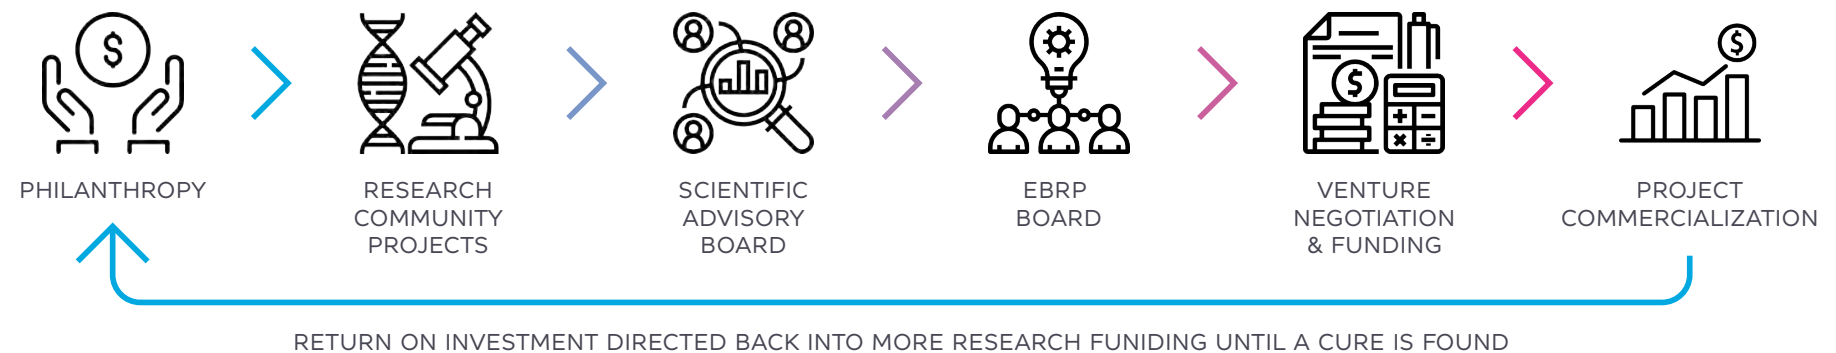 PHILANTHROPY
RESEARCH
COMMUNITY
PROJECTS
SCIENTIFIC
ADVISORY
BOARD
EBRP
BOARD
VENTURE
NEGOTIATION
& FUNDING
PROJECT
COMMERCIALIZATION
RETURN ON INVESTMENT DIRECTED BACK INTO MORE RESEARCH FUNIDING UNTIL A CURE IS FOUND